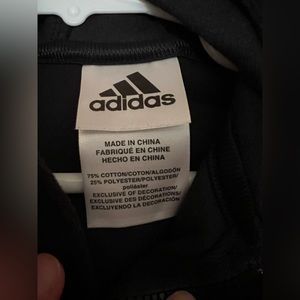 adidas
MADE IN CHINA
FABRIQUÉ EN CHINE
HECHO EN CHINA
75% COTTON/COTON/ALGODÓN
25% POLYESTER/POLYESTER/
poliéster
EXCLUSIVE OF DECORATION/
EXCLUSIVE DES DÉCORATIONS/
EXCLUYENDO LA DECORACIÓN